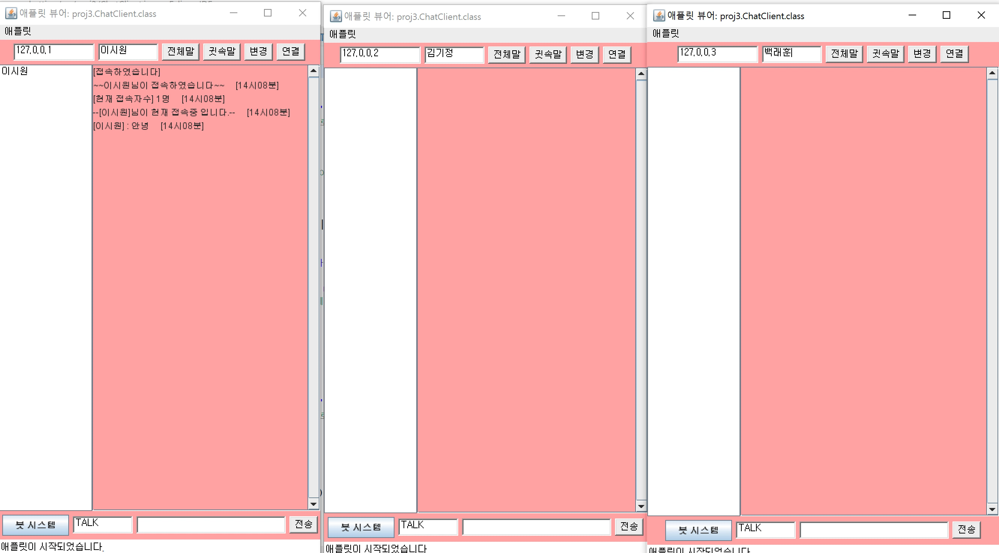 애플릿 뷰어: proj3.ChatClient.class
애플릿
127.0.0.1 이시원 전체말 귓속말 변경 연결
이시원
[접속하였습니다]
~~이시원님이 접속하였습니다~~ [14시08분]
[현재 접속자수] 1명 [14시08분]
--[이시원]님이 현재 접속중 입니다.-- [14시08분]
[이시원] : 안녕 [14시08분]
봇 시스템 TALK 전송
애플릿이 시작되었습니다.
애플릿 뷰어: proj3.ChatClient.class
애플릿
127.0.0.2 김기정 전체말 귓속말 변경 연결
봇 시스템 TALK 전송
애플릿이 시작되었습니다
애플릿 뷰어: proj3.ChatClient.class
애플릿
127.0.0.3 백래훈 전체말 귓속말 변경 연결
봇 시스템 TALK 전송
애플릿이 시작되었습니다